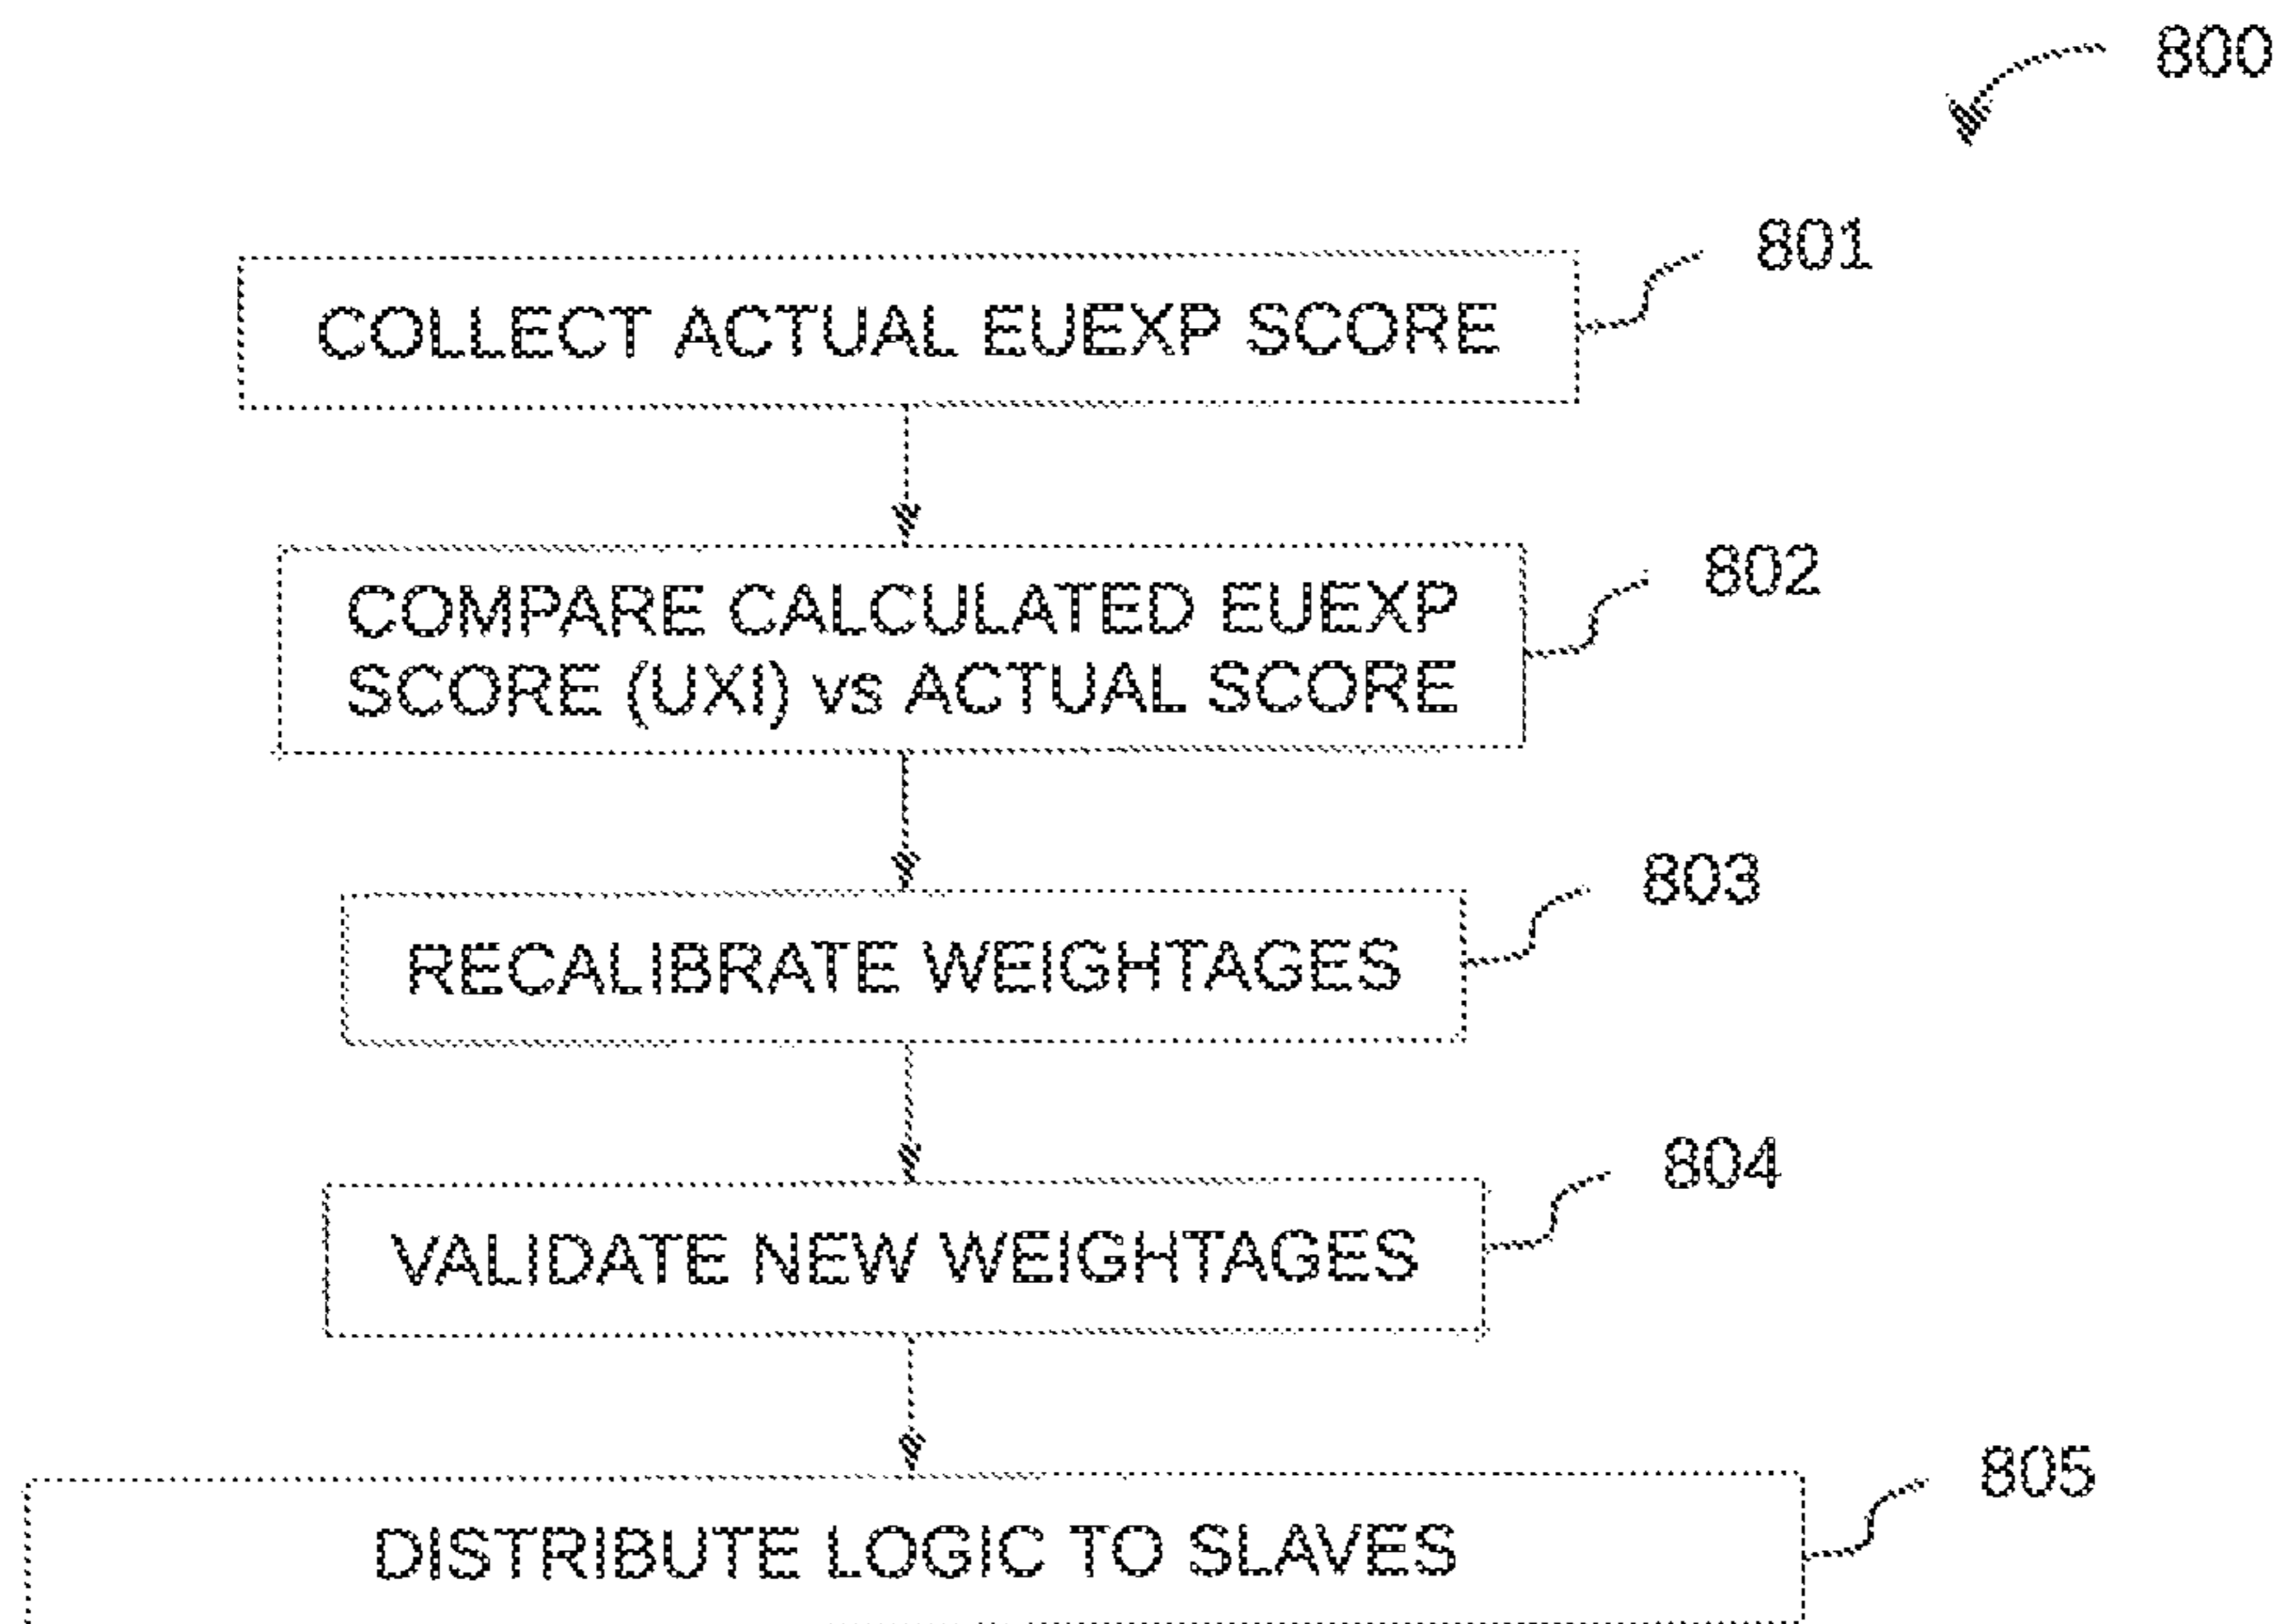 800
801
COLLECT ACTUAL EUEXP SCORE
802
COMPARE CALCULATED EUEXP
SCORE (UXI) vs ACTUAL SCORE
803
RECALIBRATE WEIGHTAGES
804
VALIDATE NEW WEIGHTAGES
805
DISTRIBUTE LOGIC TO SLAVES